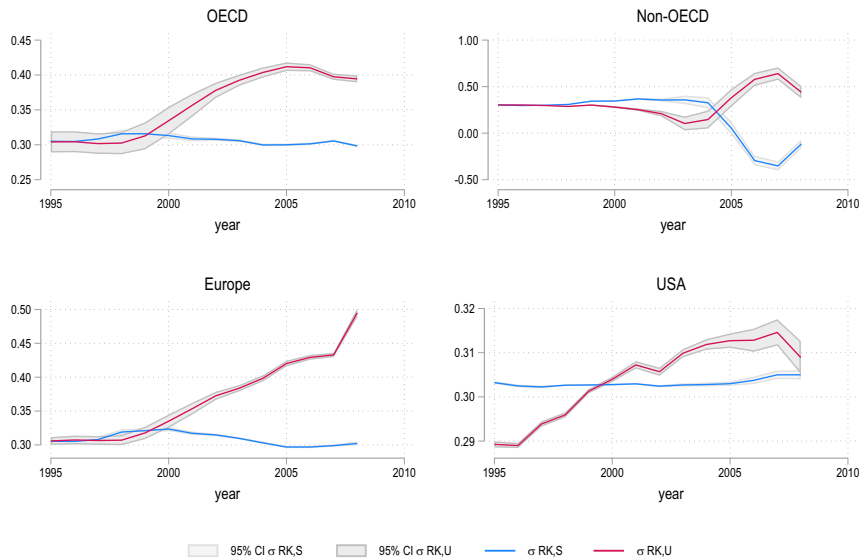 OECD
0.45
0.40
0.35
0.30
0.25
1995 2000 2005 2010
year
Non-OECD
1.00
0.50
0.00
-0.50
1995 2000 2005 2010
year
Europe
0.50
0.45
0.40
0.35
0.30
1995 2000 2005 2010
year
USA
0.32
0.31
0.30
0.29
1995 2000 2005 2010
year
95% CI σ RK,S 95% CI σ RK,U σ RK,S σ RK,U